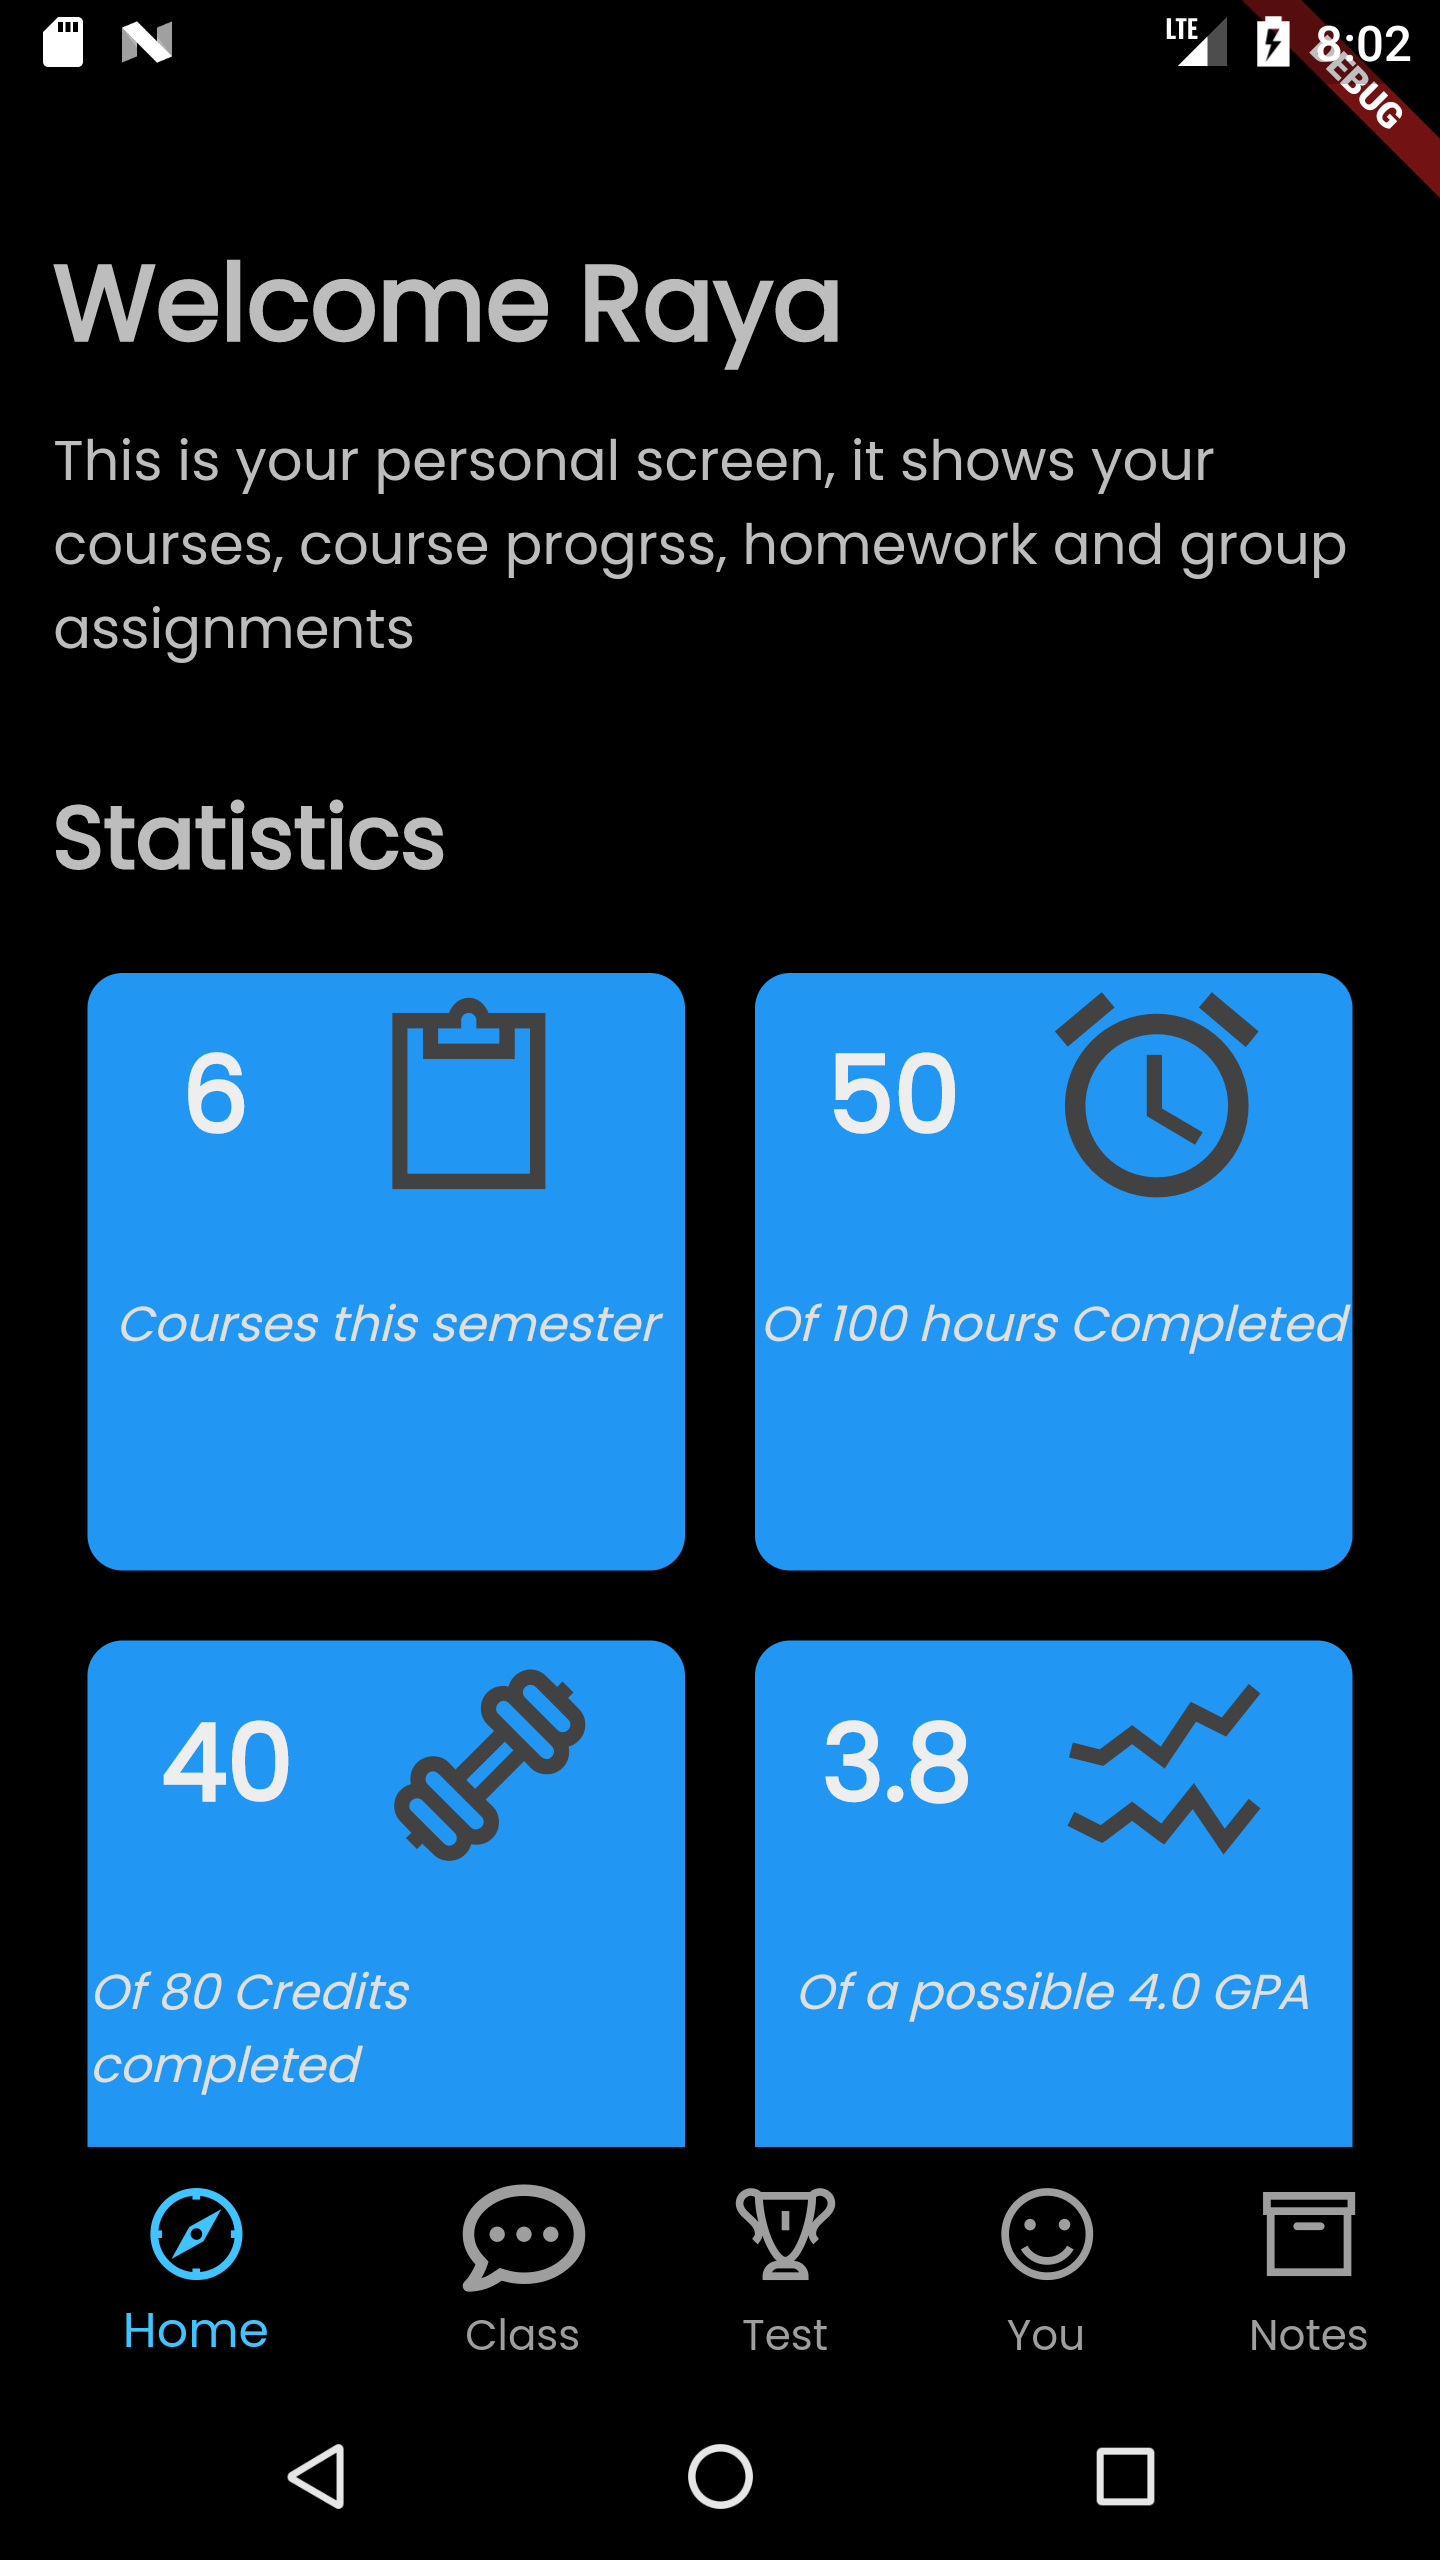 LTE 8:02
DEBUG
Welcome Raya
This is your personal screen, it shows your
courses, course progrss, homework and group
assignments
Statistics
6
Courses this semester
50
Of 100 hours Completed
40
Of 80 Credits
completed
3.8
Of a possible 4.0 GPA
Home Class Test You Notes